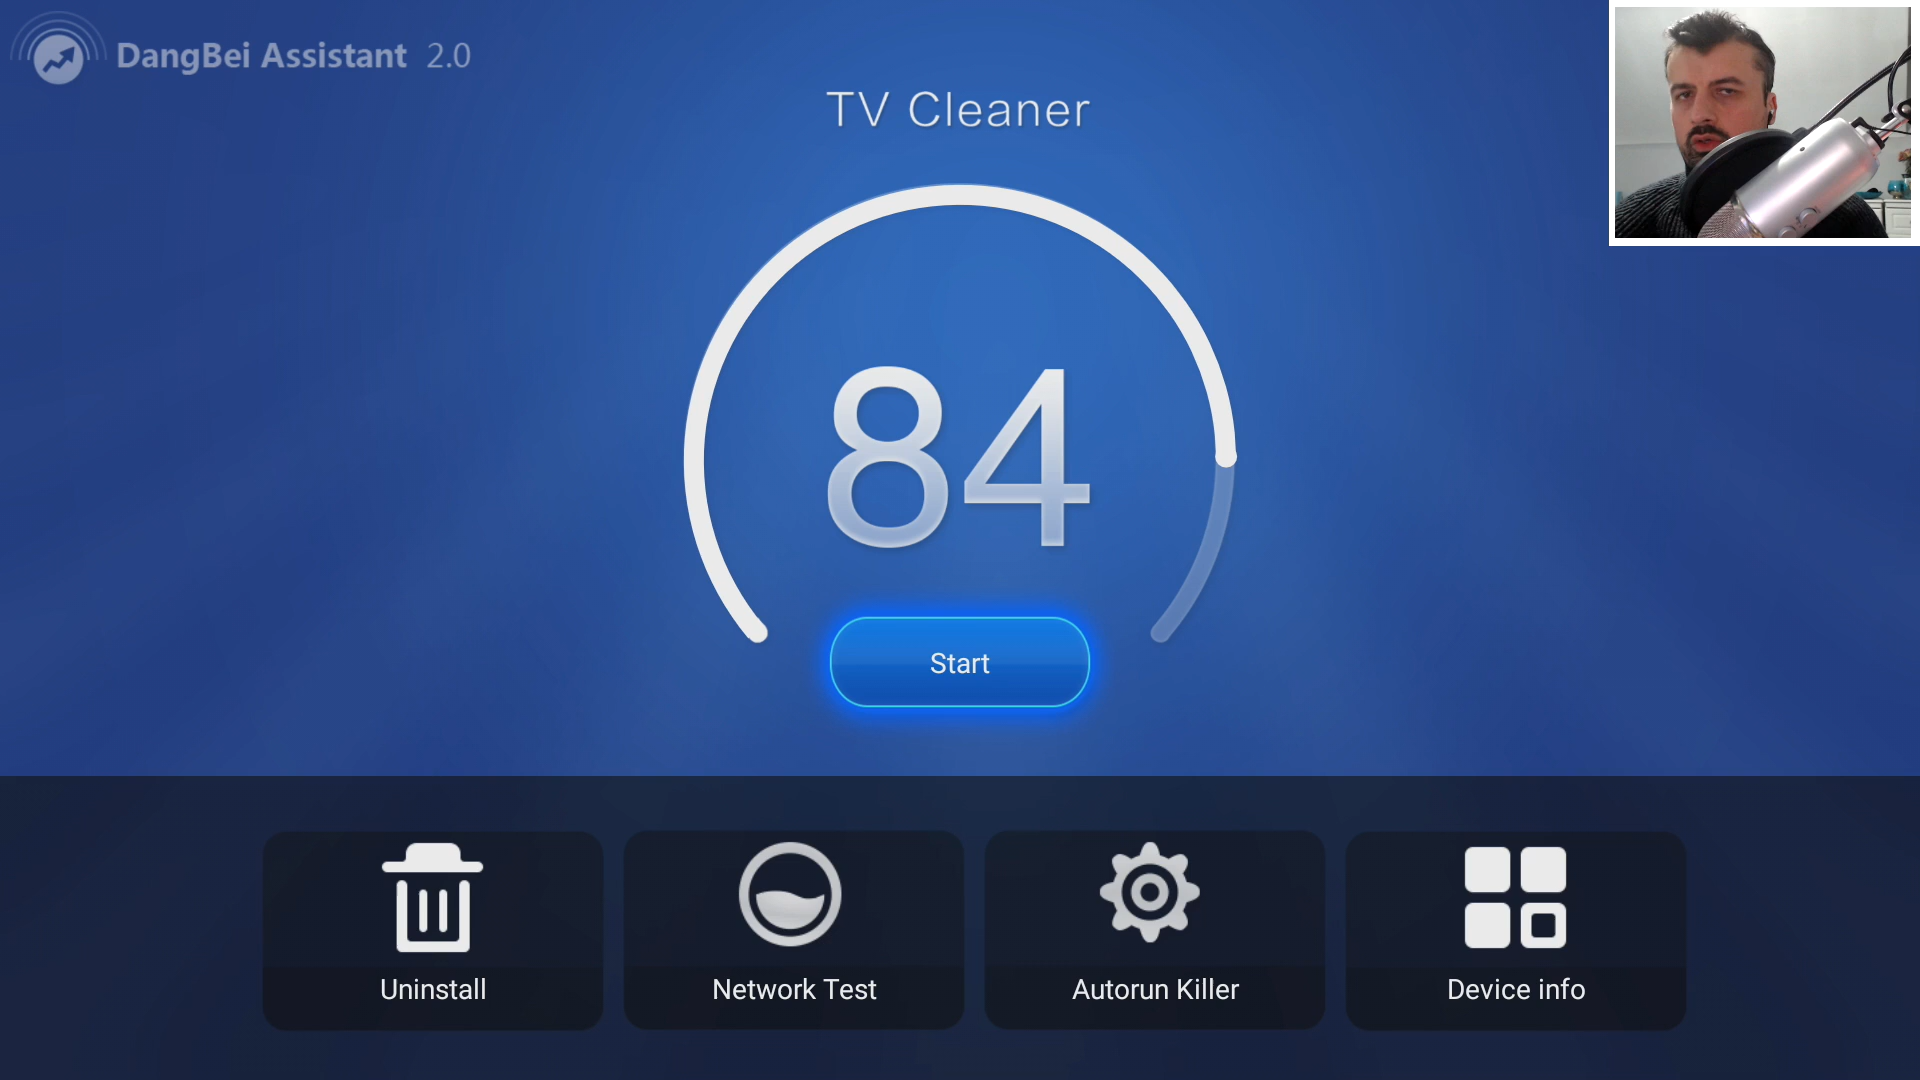 DangBei Assistant 2.0
TV Cleaner
84
Start
Uninstall
Network Test
Autorun Killer
Device info